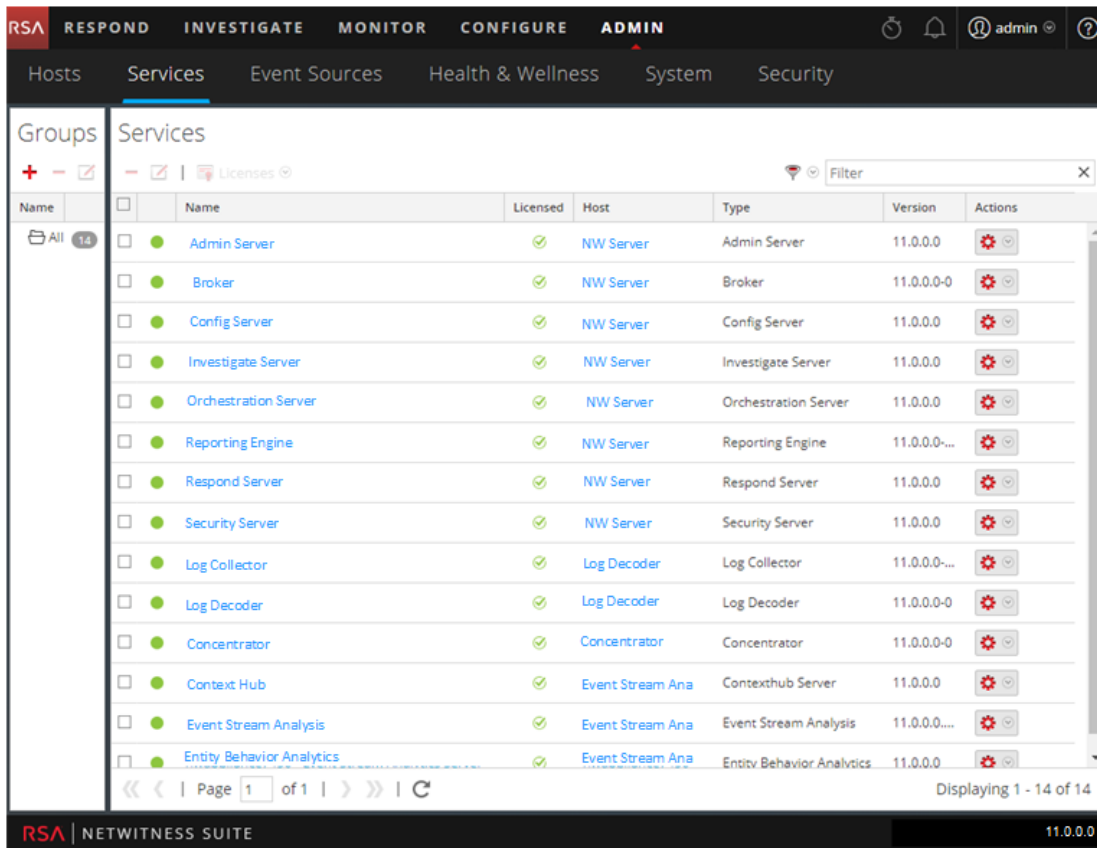 RSA RESPOND INVESTIGATE MONITOR CONFIGURE ADMIN admin ?
Hosts Services Event Sources Health & Wellness System Security
Groups Services
Licenses Filter
Name Name Licensed Host Type Version Actions
All 14 Admin Server NW Server Admin Server 11.0.0.0
Broker NW Server Broker 11.0.0.0-0
Config Server NW Server Config Server 11.0.0.0
Investigate Server NW Server Investigate Server 11.0.0.0
Orchestration Server NW Server Orchestration Server 11.0.0.0
Reporting Engine NW Server Reporting Engine 11.0.0.0-...
Respond Server NW Server Respond Server 11.0.0.0
Security Server NW Server Security Server 11.0.0.0
Log Collector Log Decoder Log Collector 11.0.0.0-...
Log Decoder Log Decoder Log Decoder 11.0.0.0-0
Concentrator Concentrator Concentrator 11.0.0.0-0
Context Hub Event Stream Ana Contexthub Server 11.0.0.0
Event Stream Analysis Event Stream Ana Event Stream Analysis 11.0.0.0....
Entity Behavior Analytics Event Stream Ana Entity Behavior Analytics 11.0.0.0
Page 1 of 1 Displaying 1 - 14 of 14
RSA NETWITNESS SUITE 11.0.0.0